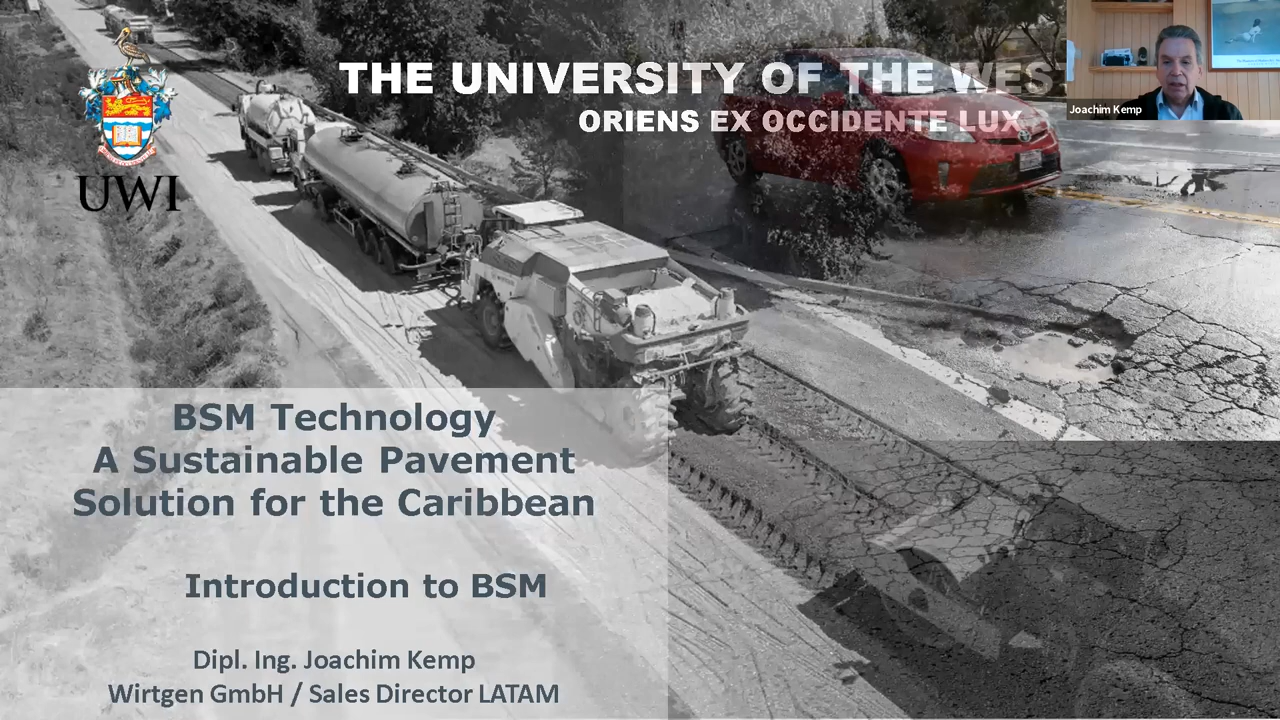 THE UNIVERSITY OF THE WES
ORIENS EX OCCIDENTE LUX
Joachim Kemp
UWI
BSM Technology
A Sustainable Pavement
Solution for the Caribbean
Introduction to BSM
Dipl. Ing. Joachim Kemp
Wirtgen GmbH / Sales Director LATAM